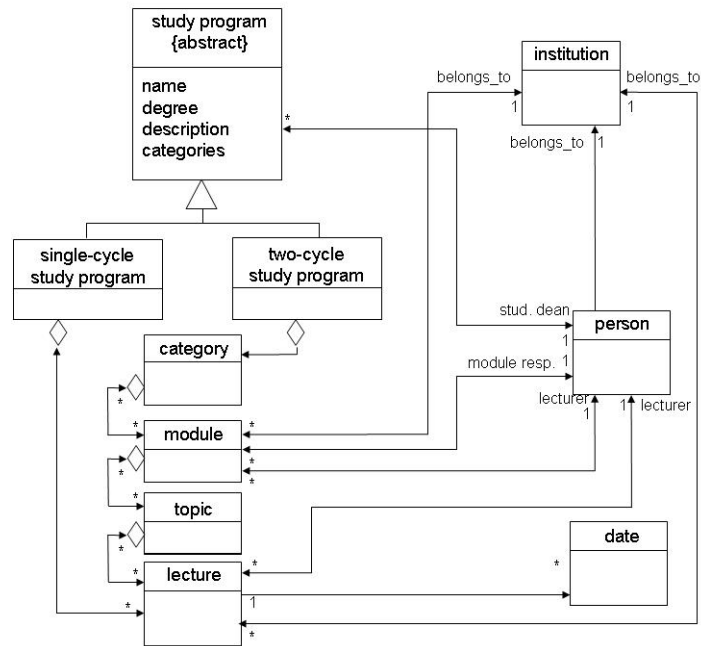 study program
{abstract}
name
degree
description
categories
*
institution
belongs_to
1
belongs_to
1
belongs_to
1
single-cycle
study program
two-cycle
study program
stud. dean
1
person
category
module resp.
1
*
*
lecturer
1
1
lecturer
module
*
*
*
*
*
topic
*
*
*
lecture
*
*
*
1
*
date